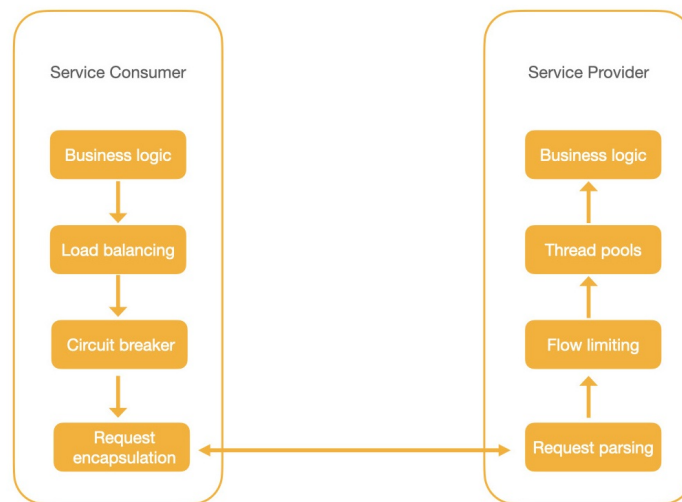 Service Consumer
Business logic
Load balancing
Circuit breaker
Request
encapsulation
Service Provider
Business logic
Thread pools
Flow limiting
Request parsing